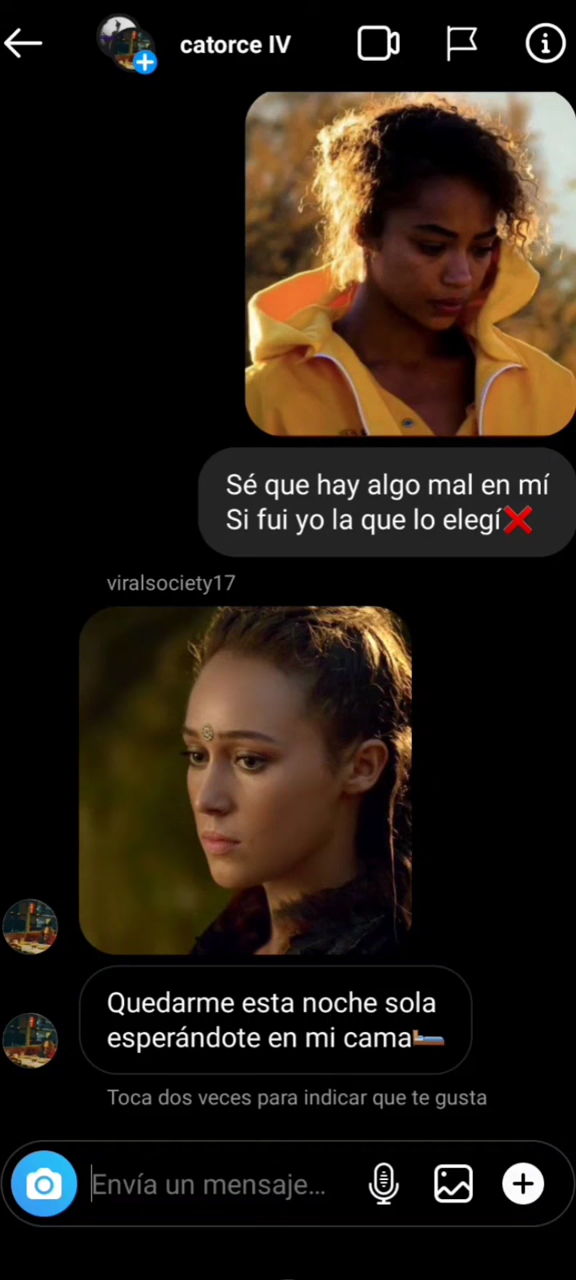 catorce IV
Sé que hay algo mal en mí
Si fui yo la que lo elegí❌
viralsociety17
Quedarme esta noche sola
esperándote en mi cama🛏️
Toca dos veces para indicar que te gusta
Envía un mensaje...